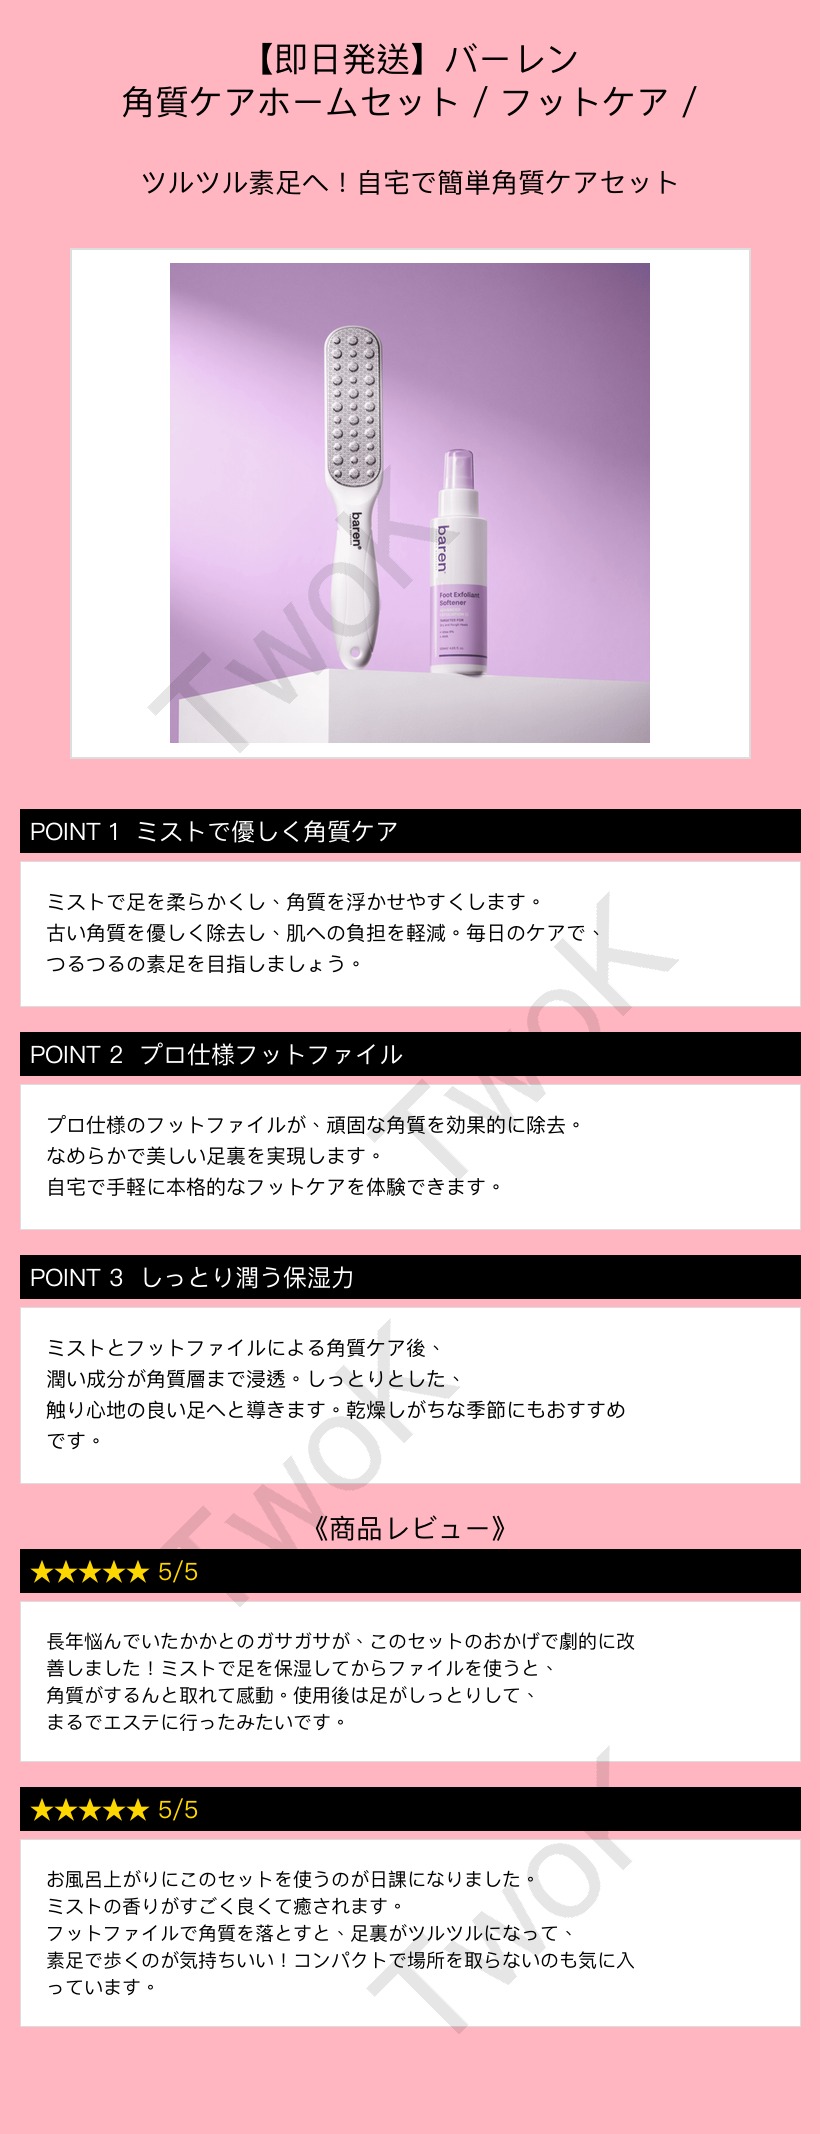 【即日発送】バーレン
角質ケアホームセット / フットケア /
ツルツル素足へ！自宅で簡単角質ケアセット
baren
baren
Foot Exfoliant
Softener
TwoK
POINT 1 ミストで優しく角質ケア
ミストで足を柔らかくし、角質を浮かせやすくします。
古い角質を優しく除去し、肌への負担を軽減。毎日のケアで、
つるつるの素足を目指しましょう。
TwoK
POINT 2 プロ仕様フットファイル
プロ仕様のフットファイルが、頑固な角質を効果的に除去。
なめらかで美しい足裏を実現します。
自宅で手軽に本格的なフットケアを体験できます。
POINT 3 しっとり潤う保湿力
ミストとフットファイルによる角質ケア後、
潤い成分が角質層まで浸透。しっとりとした、
触り心地の良い足へと導きます。乾燥しがちな季節にもおすすめ
です。
TwoK
《商品レビュー》
★★★★★ 5/5
長年悩んでいたかかとのガサガサが、このセットのおかげで劇的に改
善しました！ミストで足を保湿してからファイルを使うと、
角質がするんと取れて感動。使用後は足がしっとりして、
まるでエステに行ったみたいです。
★★★★★ 5/5
お風呂上がりにこのセットを使うのが日課になりました。
ミストの香りがすごく良くて癒されます。
フットファイルで角質を落とすと、足裏がツルツルになって、
素足で歩くのが気持ちいい！コンパクトで場所を取らないのも気に入
っています。
TwoK